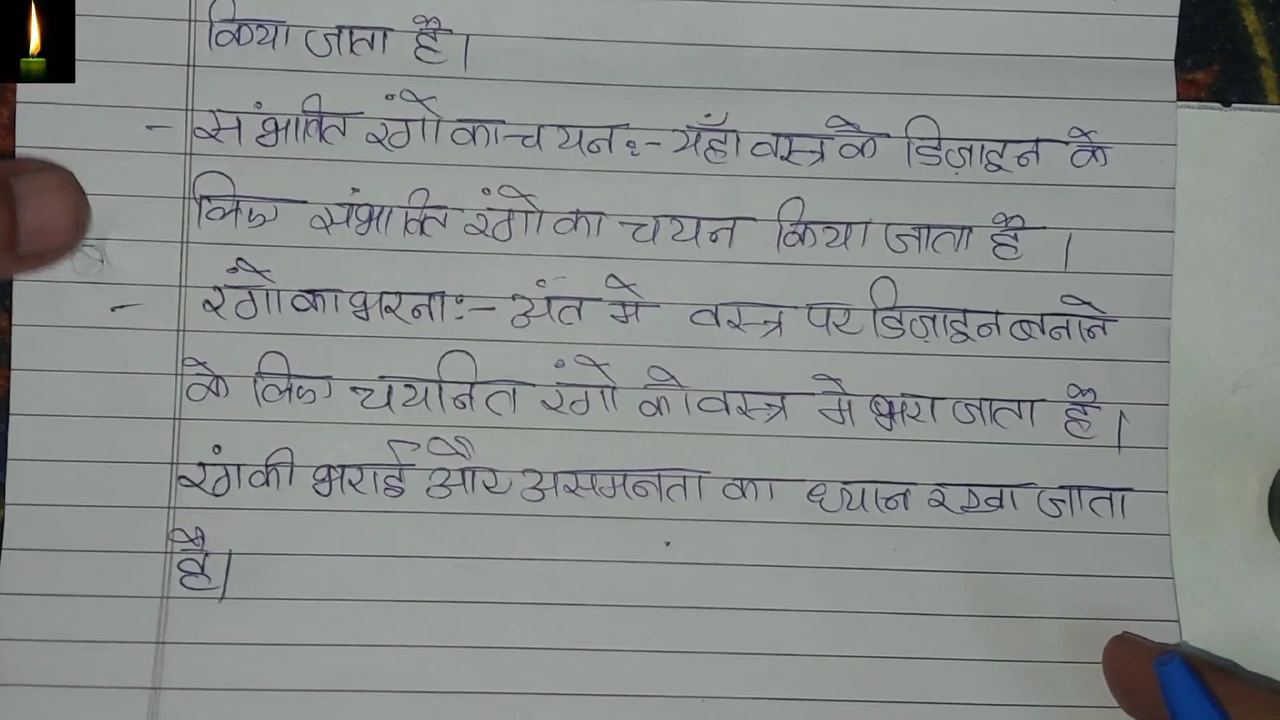 किया जाता है।
- संभाति रंगों का चयन:- यहाँ वस्त्र के डिज़ाइन के
लिए संभाति रंगों का चयन किया जाता है ।
- रंगों का भरना:- अंत में वस्त्र पर डिज़ाइन बनाने
के लिए चयनित रंगों को वस्त्र में भरा जाता है।
रंग की भराई और असमनता का ध्यान रखा जाता
है।